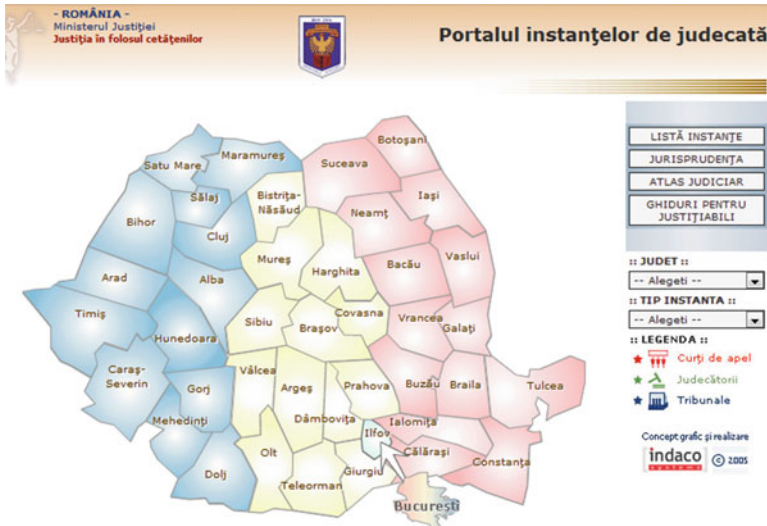 - ROMÂNIA -
Ministerul Justiţiei
Justiţia în folosul cetăţenilor
Portalul instanţelor de judecată
LISTĂ INSTANŢE
JURISPRUDENŢA
ATLAS JUDICIAR
GHIDURI PENTRU
JUSTIŢIABILI
:: JUDET ::
-- Alegeti --
:: TIP INSTANTA ::
-- Alegeti --
:: LEGENDA ::
Curţi de apel
Judecătorii
Tribunale
Concept grafic şi realizare
indaco
systems
© 2005
Botoşani
Satu Mare
Maramureş
Suceava
Sălaj
Bistriţa-
Năsăud
Iaşi
Bihor
Neamţ
Cluj
Mureş
Harghita
Bacău
Vaslui
Arad
Alba
Timiş
Hunedoara
Sibiu
Braşov
Covasna
Vrancea
Galaţi
Caraş-
Severin
Gorj
Vâlcea
Argeş
Prahova
Buzău
Braila
Tulcea
Mehedinţi
Dâmboviţa
Ilfov
Ialomiţa
Dolj
Olt
Teleorman
Giurgiu
Călăraşi
Constanţa
Bucureşti